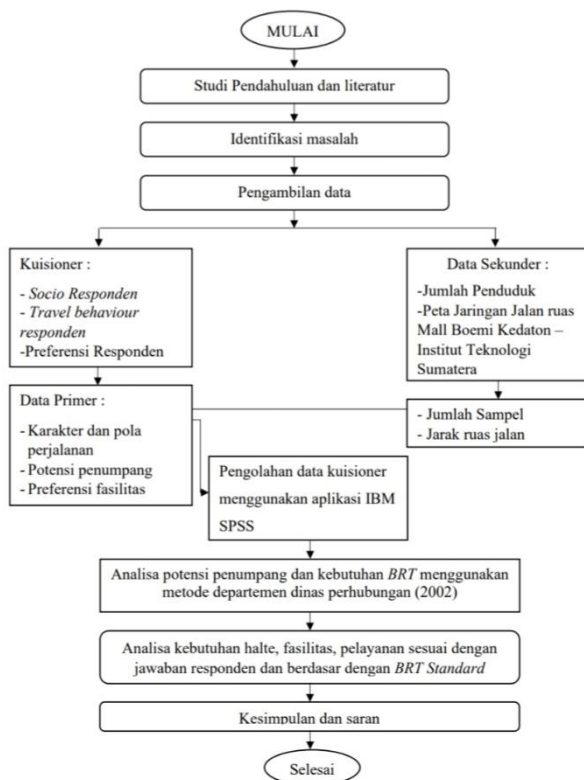 MULAI
Studi Pendahuluan dan literatur
Identifikasi masalah
Pengambilan data
Kuisioner :
- Socio Responden
- Travel behaviour
responden
-Preferensi Responden
Data Sekunder :
-Jumlah Penduduk
-Peta Jaringan Jalan ruas
Mall Boemi Kedaton –
Institut Teknologi
Sumatera
Data Primer :
-Karakter dan pola
perjalanan
-Potensi penumpang
-Preferensi fasilitas
- Jumlah Sampel
- Jarak ruas jalan
Pengolahan data kuisioner
menggunakan aplikasi IBM
SPSS
Analisa potensi penumpang dan kebutuhan BRT menggunakan
metode departemen dinas perhubungan (2002)
Analisa kebutuhan halte, fasilitas, pelayanan sesuai dengan
jawaban responden dan berdasar dengan BRT Standard
Kesimpulan dan saran
Selesai